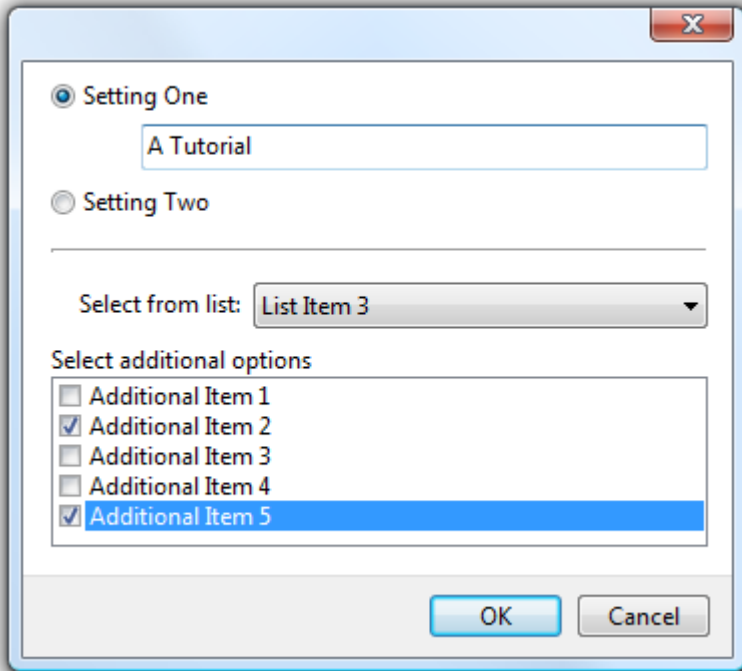 Setting One
A Tutorial
Setting Two
Select from list: List Item 3
Select additional options
Additional Item 1
Additional Item 2
Additional Item 3
Additional Item 4
Additional Item 5
OK Cancel